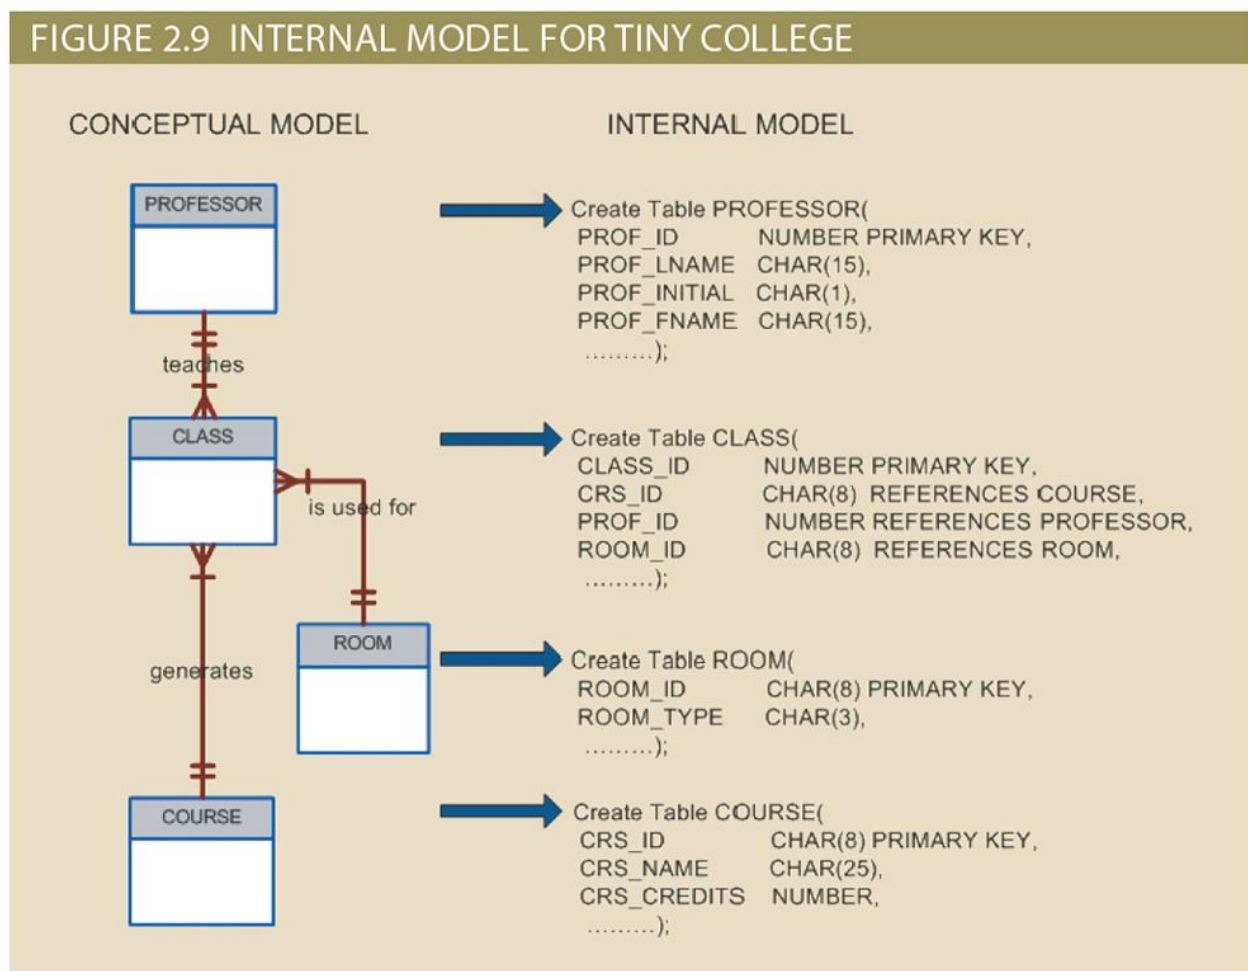 FIGURE 2.9 INTERNAL MODEL FOR TINY COLLEGE
CONCEPTUAL MODEL
INTERNAL MODEL
PROFESSOR
teaches
CLASS
is used for
ROOM
generates
COURSE
Create Table PROFESSOR(
PROF_ID NUMBER PRIMARY KEY,
PROF_LNAME CHAR(15),
PROF_INITIAL CHAR(1),
PROF_FNAME CHAR(15),
.........);
Create Table CLASS(
CLASS_ID NUMBER PRIMARY KEY,
CRS_ID CHAR(8) REFERENCES COURSE,
PROF_ID NUMBER REFERENCES PROFESSOR,
ROOM_ID CHAR(8) REFERENCES ROOM,
.........);
Create Table ROOM(
ROOM_ID CHAR(8) PRIMARY KEY,
ROOM_TYPE CHAR(3),
.........);
Create Table COURSE(
CRS_ID CHAR(8) PRIMARY KEY,
CRS_NAME CHAR(25),
CRS_CREDITS NUMBER,
.........);